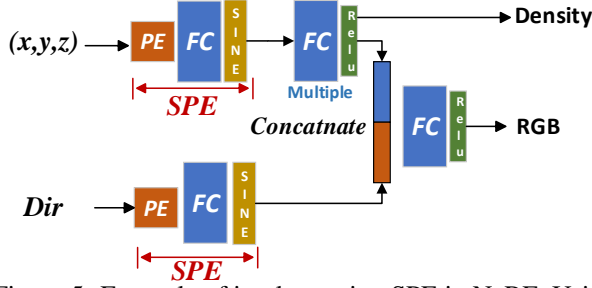 (x,y,z)
PE
FC
SINE
FC
Relu
Density
SPE
Multiple
Concatnate
FC
Relu
RGB
Dir
PE
FC
SINE
SPE